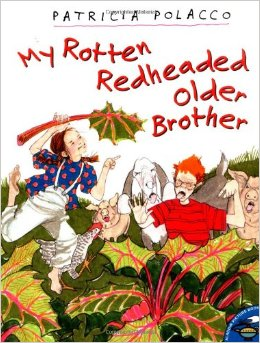 PATRICIA POLACCO
My Rotten
Redheaded
Older
Brother